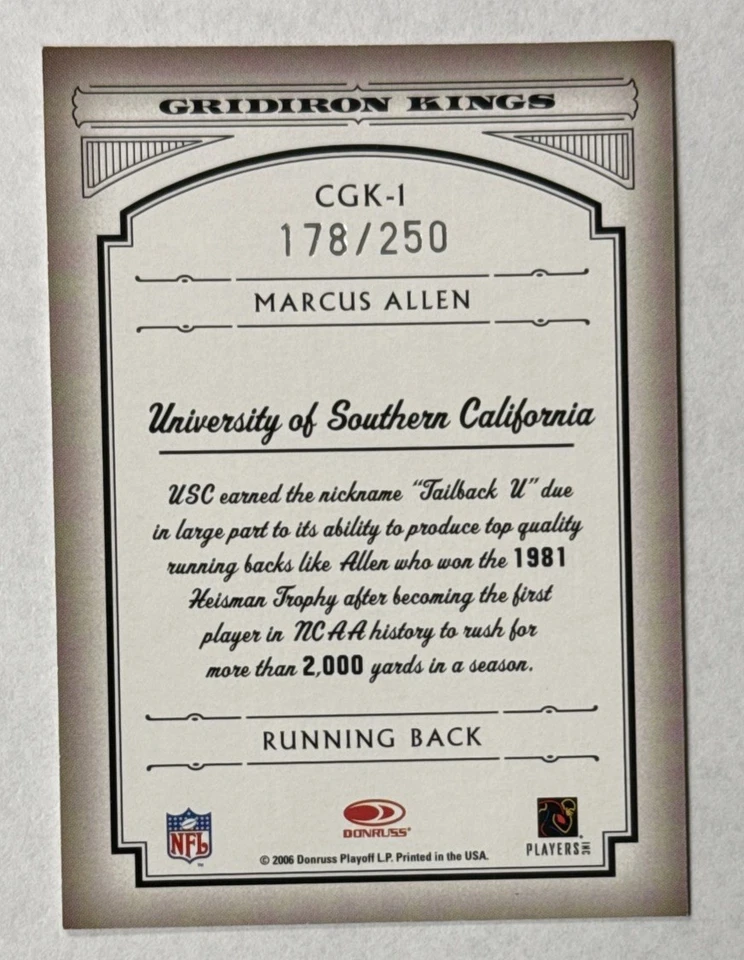 GRIDIRON KINGS
CGK-1
178/250
MARCUS ALLEN
University of Southern California
USC earned the nickname "Tailback U" due
in large part to its ability to produce top quality
running backs like Allen who won the 1981
Heisman Trophy after becoming the first
player in NCAA history to rush for
more than 2,000 yards in a season.
RUNNING BACK
NFL
™
DONRUSS®
PLAYERS INC
© 2006 Donruss Playoff L.P. Printed in the USA.